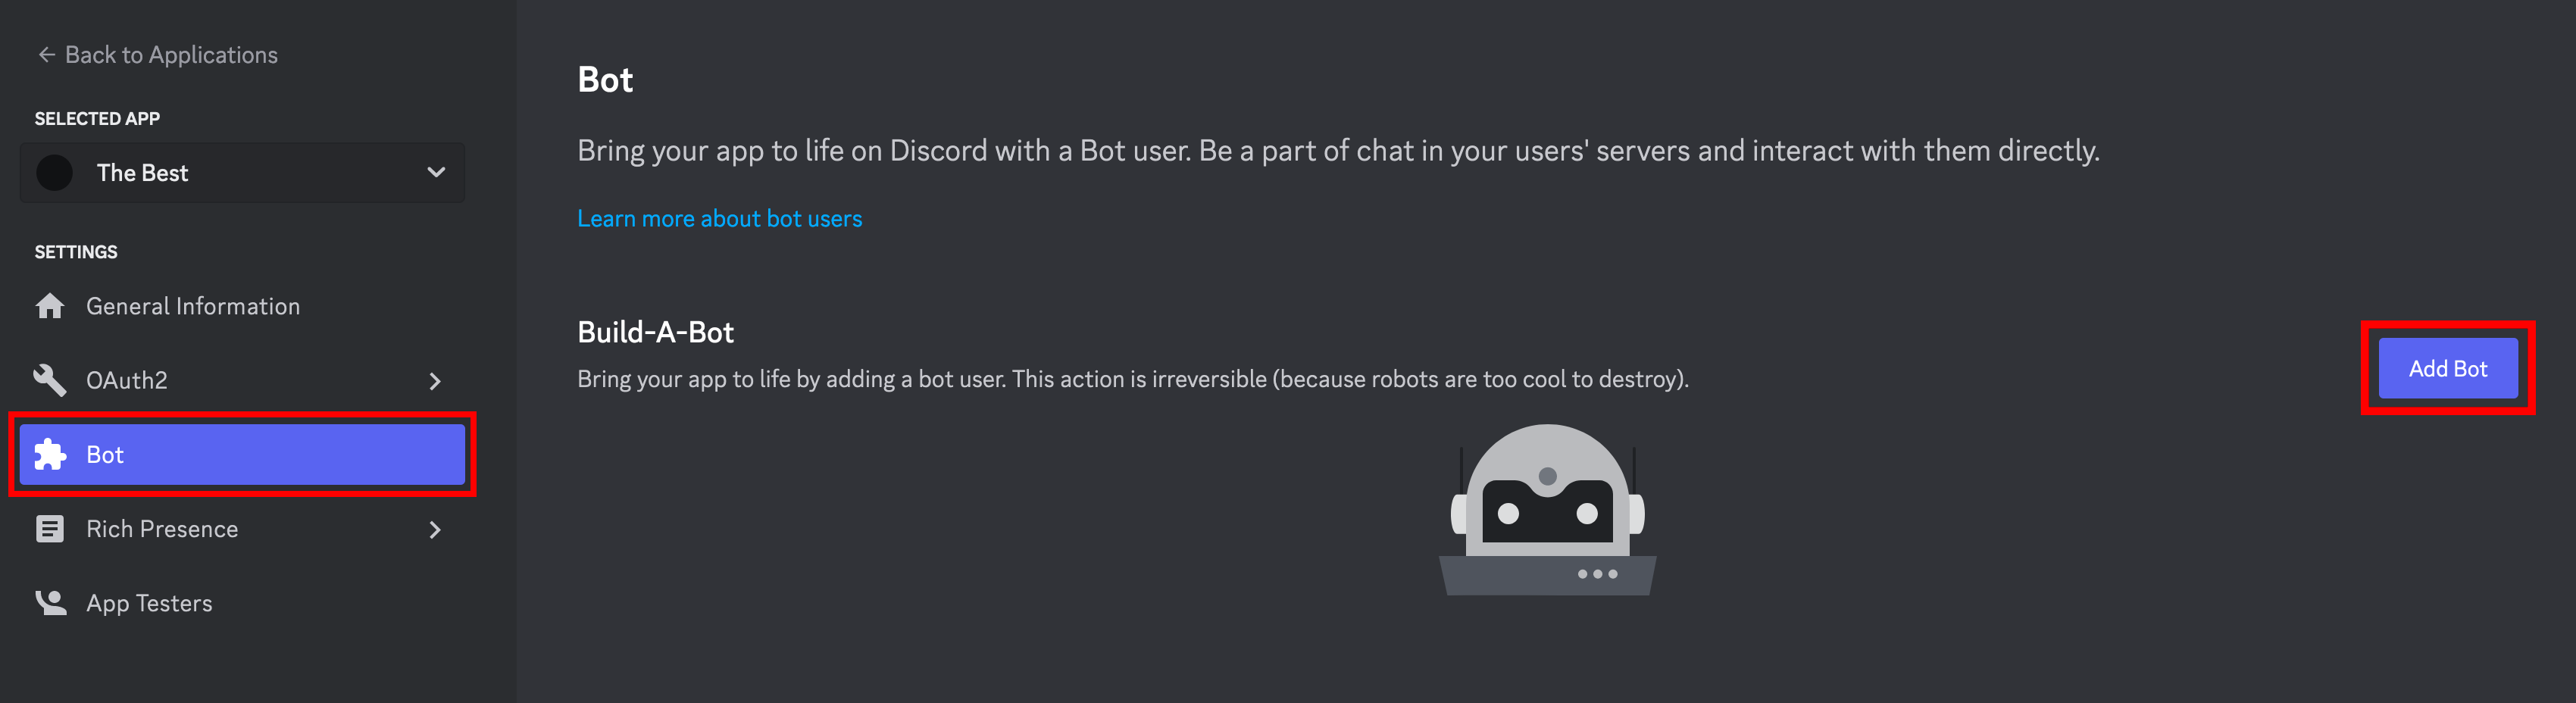 Back to Applications
SELECTED APP
The Best
SETTINGS
General Information
OAuth2
Bot
Rich Presence
App Testers
Bot
Bring your app to life on Discord with a Bot user. Be a part of chat in your users' servers and interact with them directly.
Learn more about bot users
Build-A-Bot
Bring your app to life by adding a bot user. This action is irreversible (because robots are too cool to destroy).
Add Bot